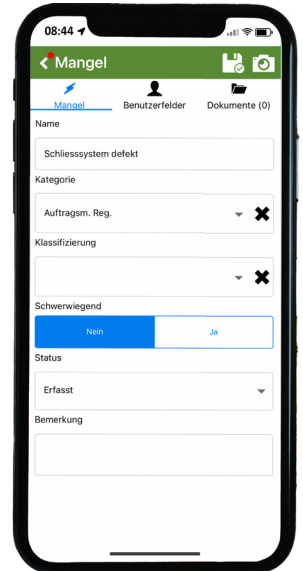 08:44
Mangel
Mangel Benutzerfelder Dokumente (0)
Name
Schliesssystem defekt
Kategorie
Auftragsm. Reg.
Klassifizierung
Schwerwiegend
Nein Ja
Status
Erfasst
Bemerkung